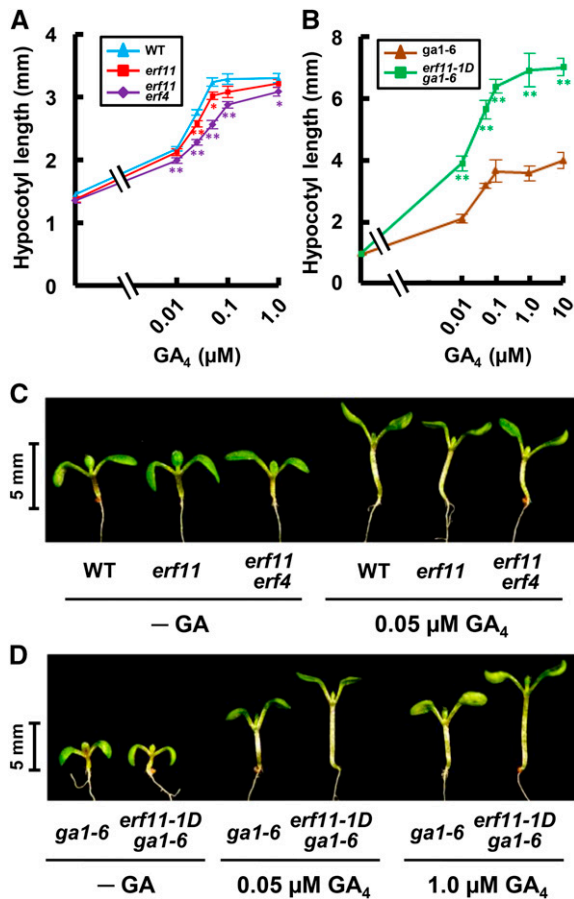 A
Hypocotyl length (mm)
4
3
2
1
0
WT
erf11
erf11
erf4
*
**
**
**
**
**
*
0.01
0.1
1.0
GA₄ (µM)
B
Hypocotyl length (mm)
8
6
4
2
0
ga1-6
erf11-1D
ga1-6
**
**
**
**
**
0.01
0.1
1.0
10
GA₄ (µM)
C
5 mm
WT erf11 erf11 WT erf11 erf11
erf4 erf4
— GA 0.05 µM GA₄
D
5 mm
ga1-6 erf11-1D ga1-6 erf11-1D ga1-6 erf11-1D
ga1-6 ga1-6 ga1-6
— GA 0.05 µM GA₄ 1.0 µM GA₄